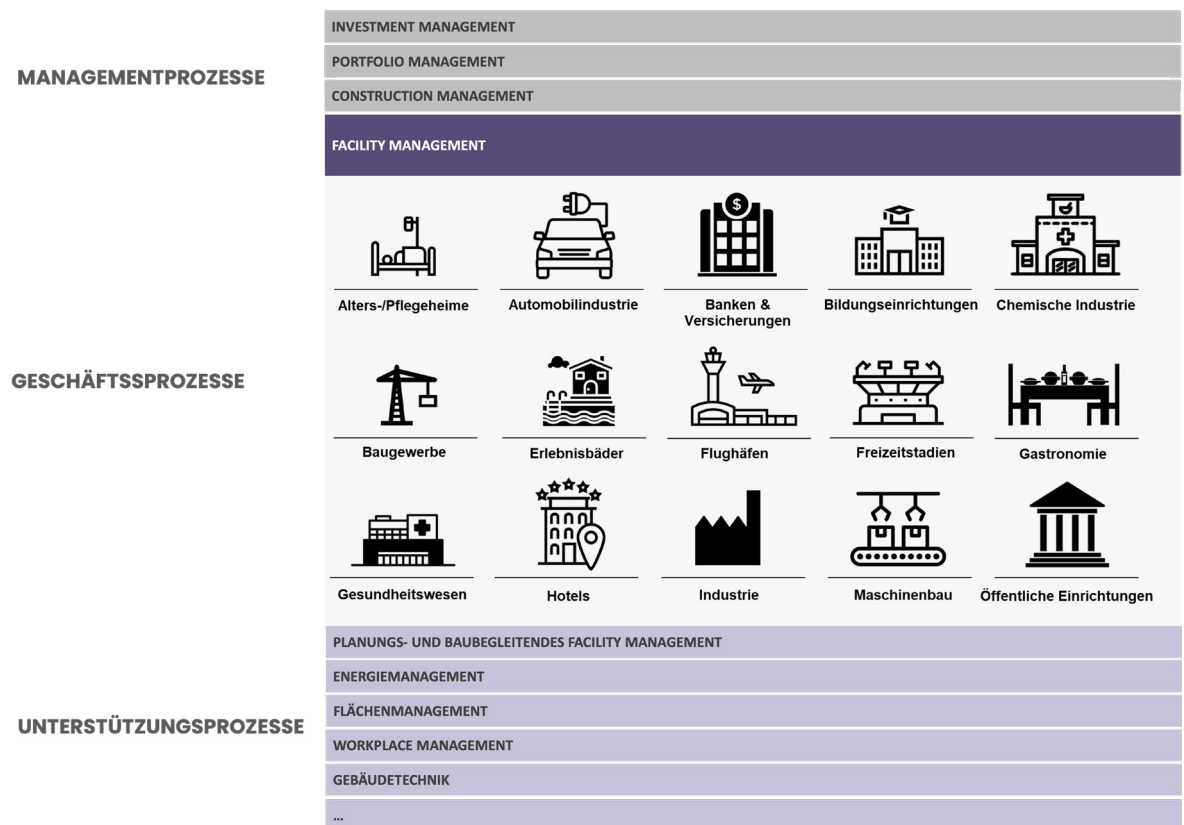 INVESTMENT MANAGEMENT
PORTFOLIO MANAGEMENT
MANAGEMENTPROZESSE
CONSTRUCTION MANAGEMENT
FACILITY MANAGEMENT
$
Alters-/Pflegeheime
Automobilindustrie
Banken &
Versicherungen
Bildungseinrichtungen
Chemische Industrie
GESCHÄFTSSPROZESSE
Baugewerbe
Erlebnisbäder
Flughäfen
Freizeitstadien
Gastronomie
Gesundheitswesen
Hotels
Industrie
Maschinenbau
Öffentliche Einrichtungen
PLANUNGS- UND BAUBEGLEITENDES FACILITY MANAGEMENT
ENERGIEMANAGEMENT
FLÄCHENMANAGEMENT
UNTERSTÜTZUNGSPROZESSE
WORKPLACE MANAGEMENT
GEBÄUDETECHNIK
...